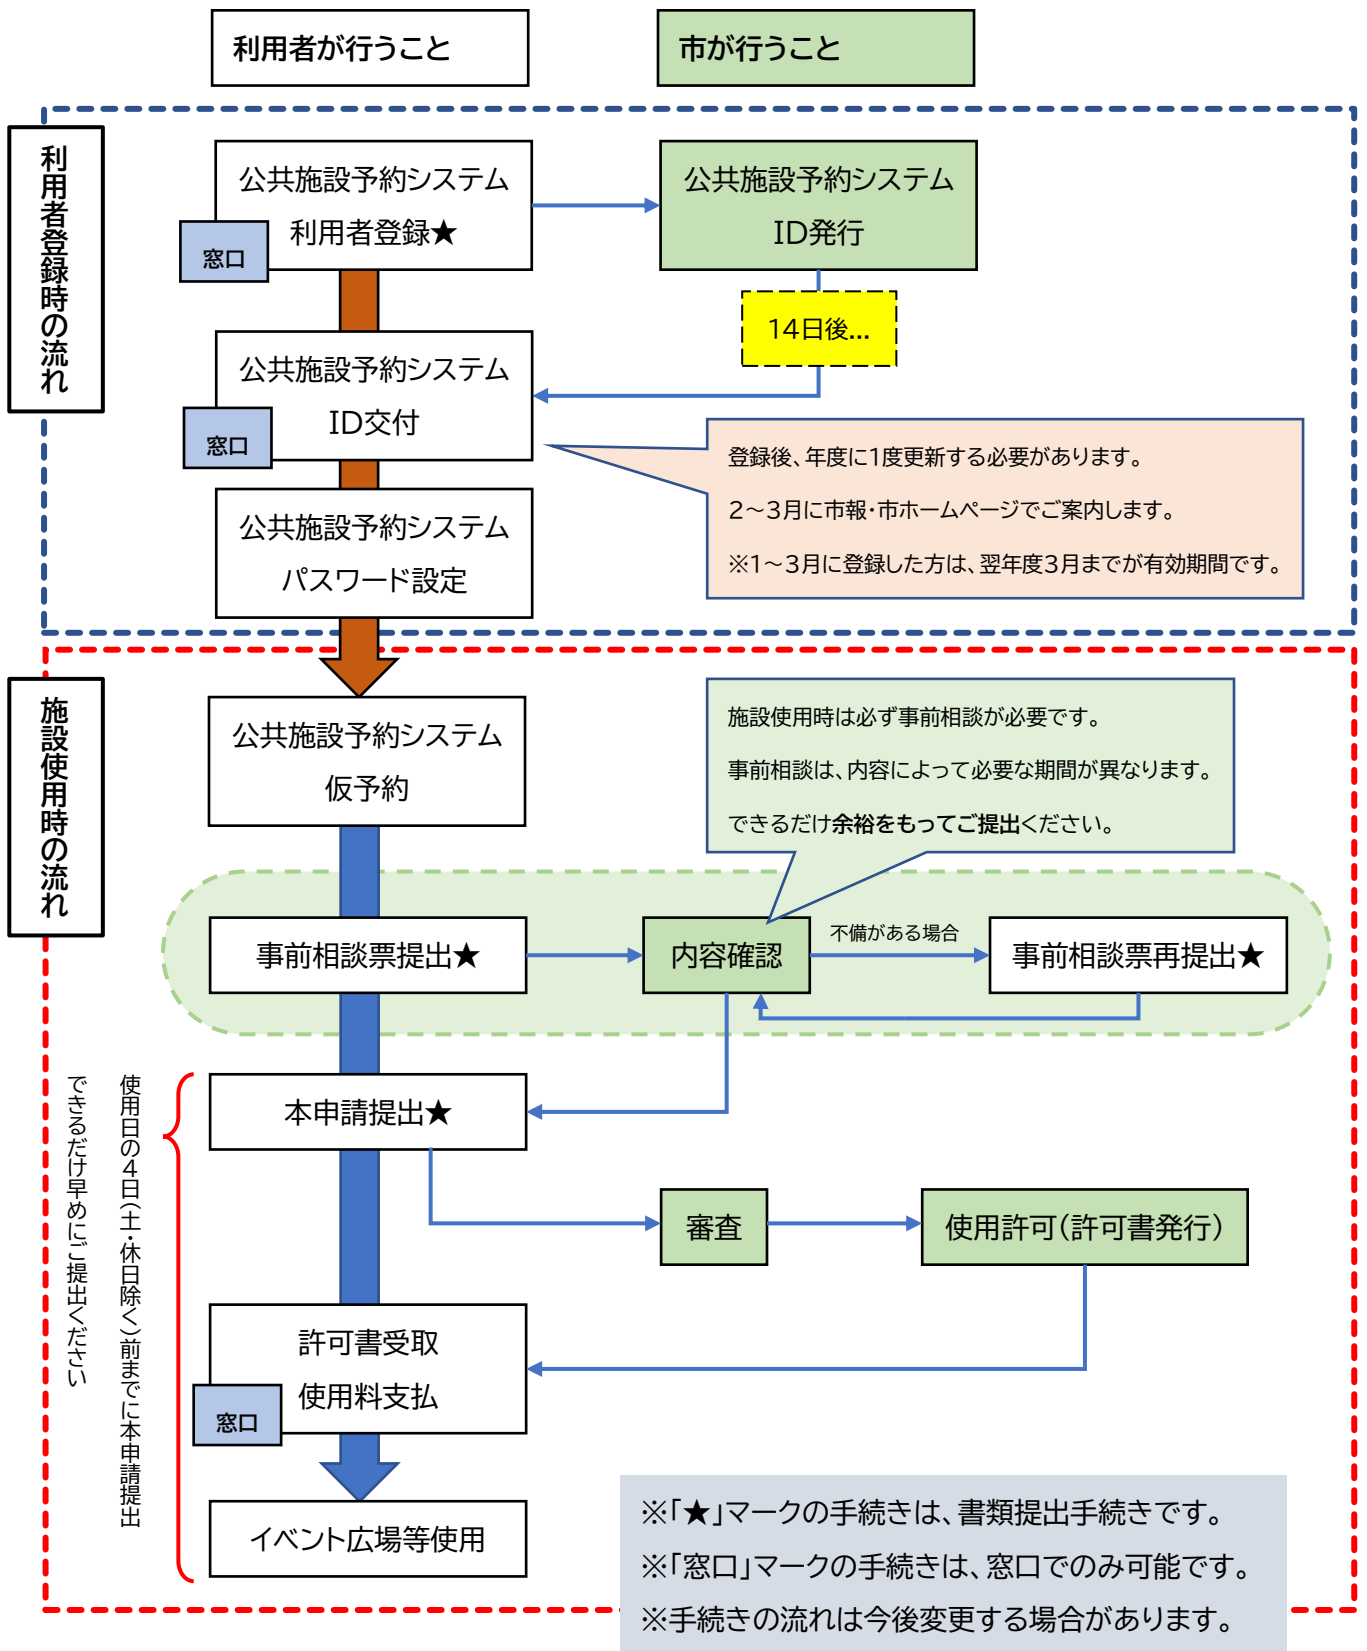 利用者が行うこと
市が行うこと
利用者登録時の流れ
公共施設予約システム
利用者登録★
窓口
公共施設予約システム
ID発行
14日後...
公共施設予約システム
ID交付
窓口
登録後、年度に1度更新する必要があります。
2～3月に市報・市ホームページでご案内します。
※1～3月に登録した方は、翌年度3月までが有効期間です。
公共施設予約システム
パスワード設定
施設使用時の流れ
公共施設予約システム
仮予約
施設使用時は必ず事前相談が必要です。
事前相談は、内容によって必要な期間が異なります。
できるだけ余裕をもってご提出ください。
事前相談票提出★
内容確認
不備がある場合
事前相談票再提出★
使用日の4日(土・休日除く)前までに本申請提出
できるだけ早めにご提出ください
本申請提出★
審査
使用許可(許可書発行)
許可書受取
使用料支払
窓口
イベント広場等使用
※「★」マークの手続きは、書類提出手続きです。
※「窓口」マークの手続きは、窓口でのみ可能です。
※手続きの流れは今後変更する場合があります。